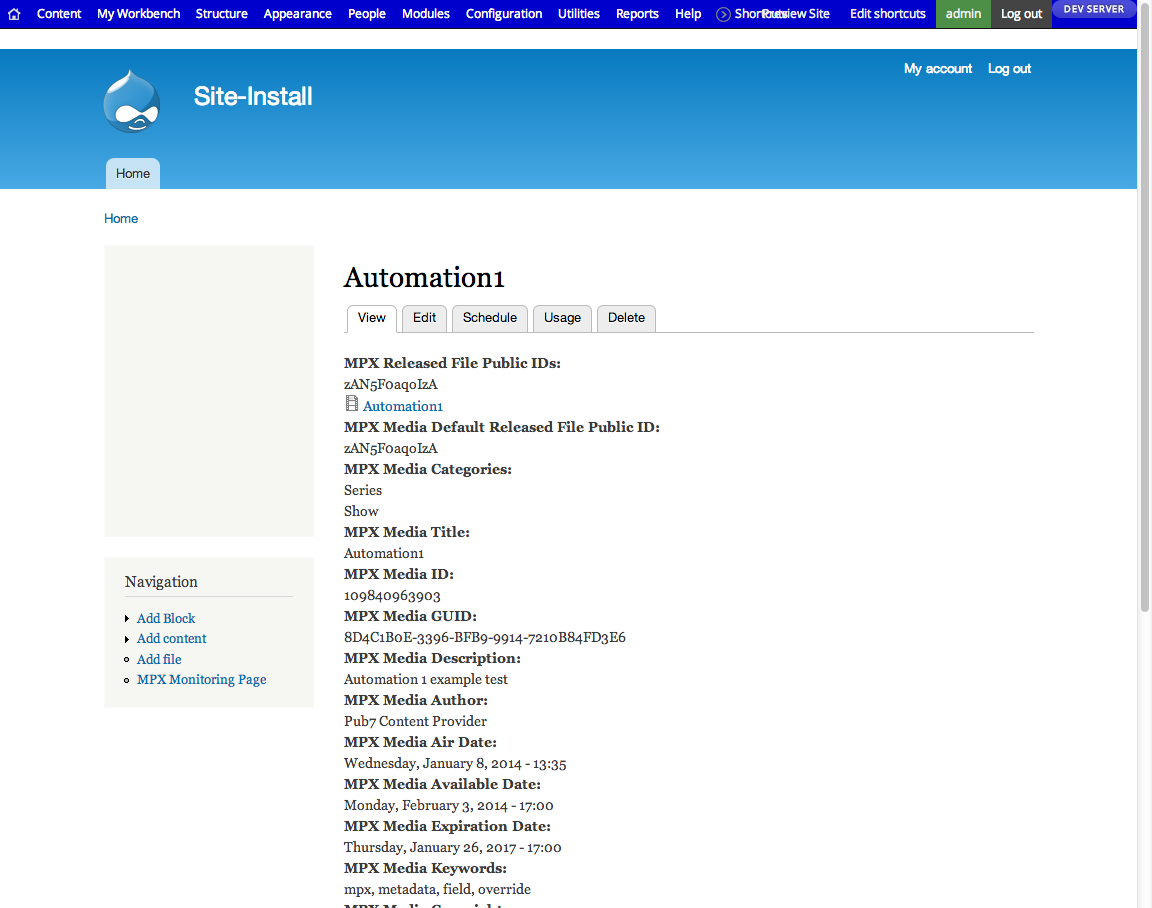 Content My Workbench Structure Appearance People Modules Configuration Utilities Reports Help Shortcuts Preview Site Edit shortcuts admin Log out DEV SERVER
My account Log out
Site-Install
Home
Home
Automation1
View Edit Schedule Usage Delete
MPX Released File Public IDs:
zAN5F0aqoIzA
Automation1
MPX Media Default Released File Public ID:
zAN5F0aqoIzA
MPX Media Categories:
Series
Show
MPX Media Title:
Automation1
MPX Media ID:
109840963903
MPX Media GUID:
8D4C1B0E-3396-BFB9-9914-7210B84FD3E6
MPX Media Description:
Automation 1 example test
MPX Media Author:
Pub7 Content Provider
MPX Media Air Date:
Wednesday, January 8, 2014 - 13:35
MPX Media Available Date:
Monday, February 3, 2014 - 17:00
MPX Media Expiration Date:
Thursday, January 26, 2017 - 17:00
MPX Media Keywords:
mpx, metadata, field, override
MPX Media Copyright:
Navigation
Add Block
Add content
Add file
MPX Monitoring Page